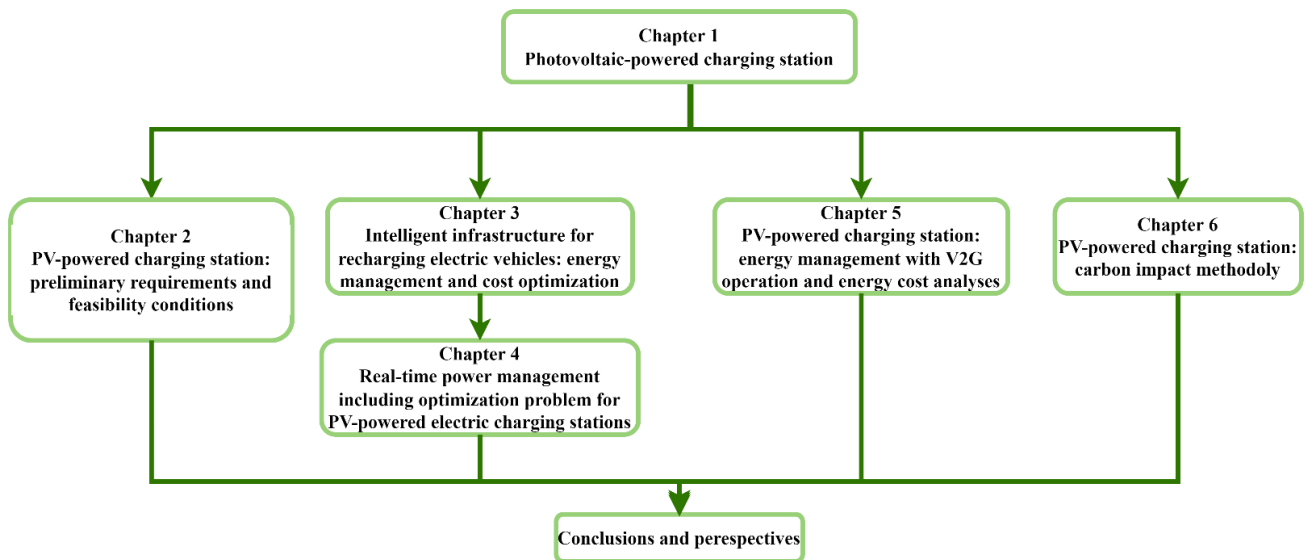 Chapter 1
Photovoltaic-powered charging station
Chapter 2
PV-powered charging station:
preliminary requirements and
feasibility conditions
Chapter 3
Intelligent infrastructure for
recharging electric vehicles: energy
management and cost optimization
Chapter 4
Real-time power management
including optimization problem for
PV-powered electric charging stations
Chapter 5
PV-powered charging station:
energy management with V2G
operation and energy cost analyses
Chapter 6
PV-powered charging station:
carbon impact methodoly
Conclusions and perespectives